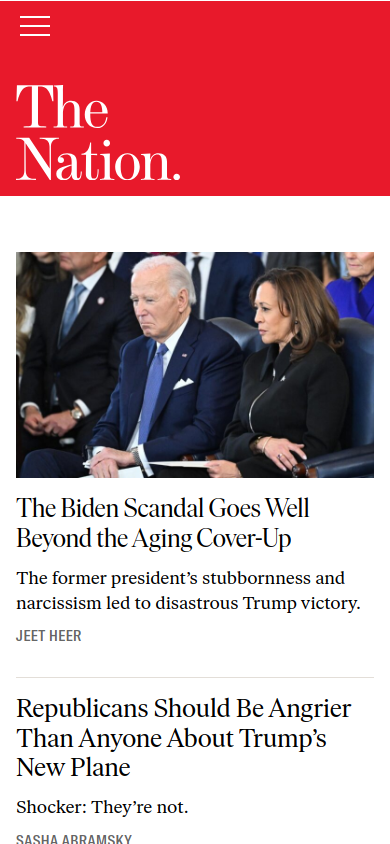 The
Nation.
The Biden Scandal Goes Well
Beyond the Aging Cover-Up
The former president’s stubbornness and
narcissism led to disastrous Trump victory.
JEET HEER
Republicans Should Be Angrier
Than Anyone About Trump’s
New Plane
Shocker: They’re not.
SASHA ABRAMSKY